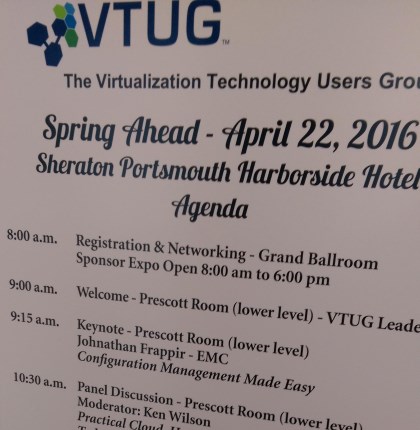 VTUG TM
The Virtualization Technology Users
Spring Ahead - April 22, 2016
Sheraton Portsmouth Harborside Hotel
Agenda
8:00 a.m. Registration & Networking - Grand Ballroom
Sponsor Expo Open 8:00 am to 6:00 pm
9:00 a.m. Welcome - Prescott Room (lower level) - VTUG
9:15 a.m. Keynote - Prescott Room (lower level)
Johnathan Frappir - EMC
Configuration Management Made Easy
10:30 a.m. Panel Discussion - Prescott Room (lower level)
Moderator: Ken Wilson
Practical Cloud,